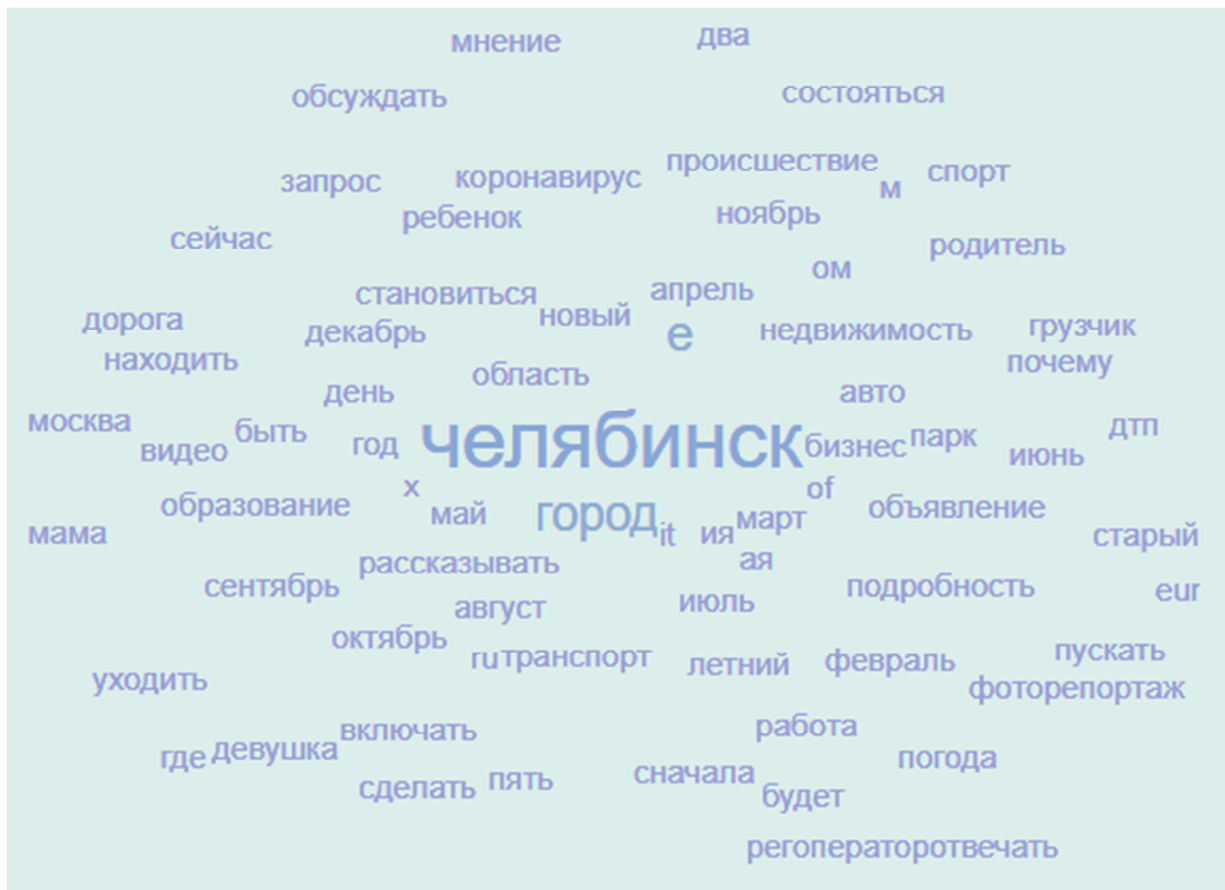 мнение два
обсуждать состояться
запрос коронавирус происшествие м спорт
сейчас ребенок ноябрь родитель
ом
становиться апрель
дорога декабрь новый е недвижимость грузчик
находить почему
день область авто
москва видео быть год челябинск бизнес парк июнь дтп
х of
образование май город it ия март объявление
мама старый
рассказывать ая
сентябрь август июль подробность eur
октябрь ru транспорт летний февраль пускать
уходить фоторепортаж
включать работа
где девушка погода
сделать пять сначала будет
регоператоротвечать